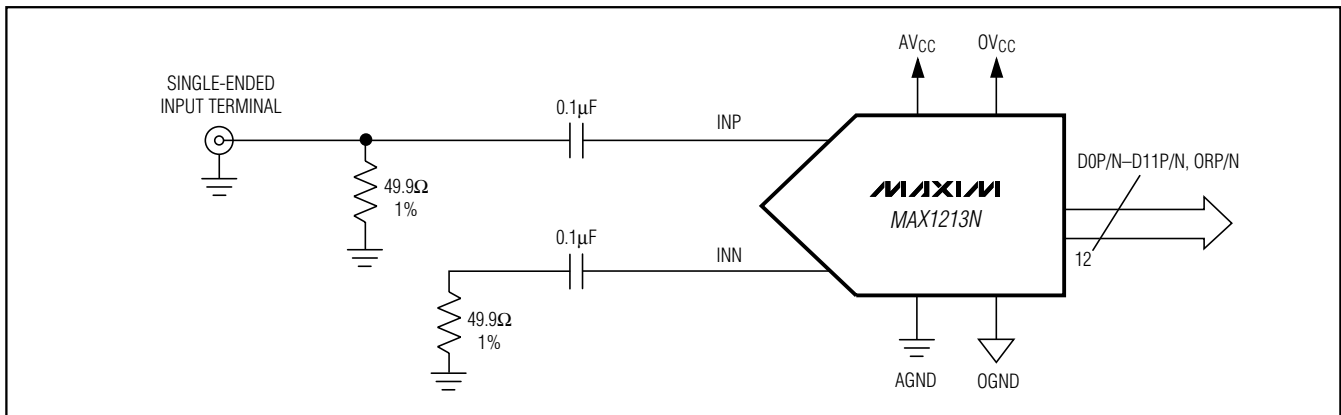 SINGLE-ENDED
INPUT TERMINAL
0.1μF
INP
49.9Ω
1%
0.1μF
INN
49.9Ω
1%
AVCC
OVCC
MAXIM
MAX1213N
D0P/N–D11P/N, ORP/N
12
AGND
OGND